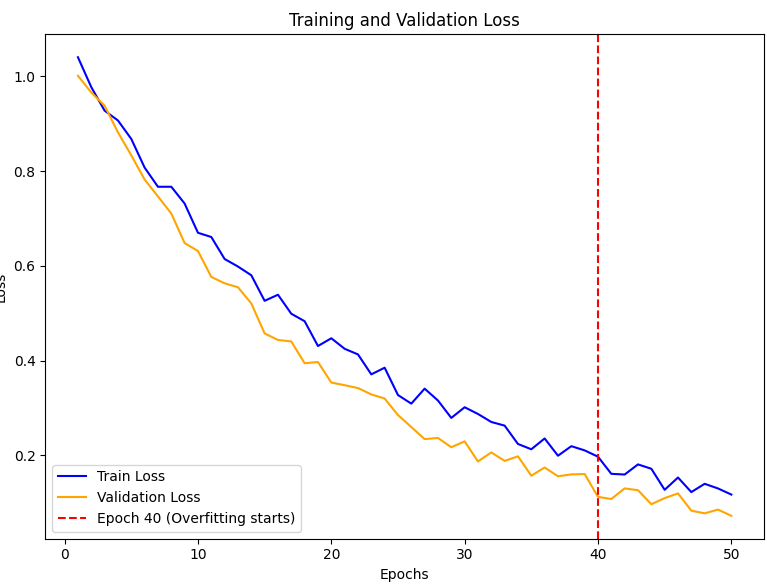 Training and Validation Loss
1.0
0.8
0.6
0.4
0.2
Loss
Train Loss
Validation Loss
Epoch 40 (Overfitting starts)
0 10 20 30 40 50
Epochs